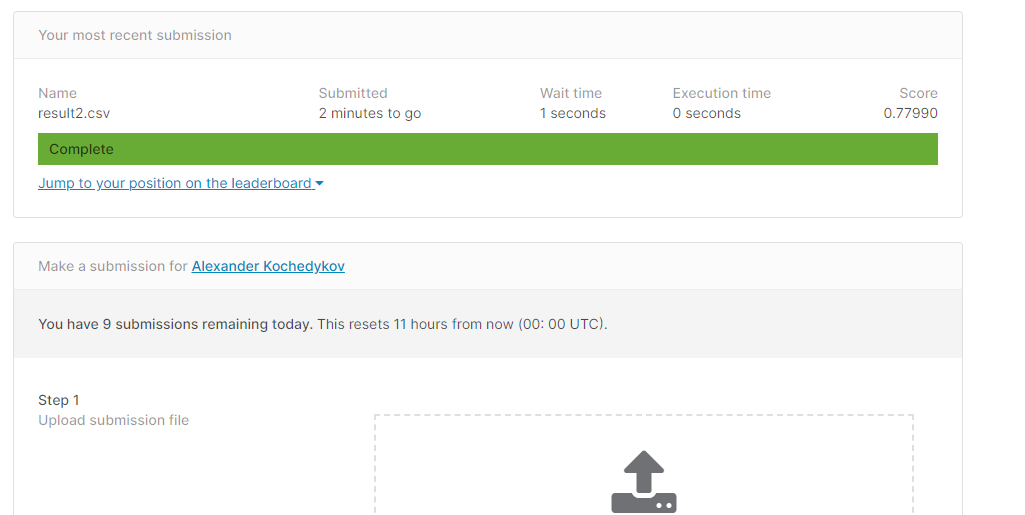 Your most recent submission
Name Submitted Wait time Execution time Score
result2.csv 2 minutes to go 1 seconds 0 seconds 0.77990
Complete
Jump to your position on the leaderboard
Make a submission for Alexander Kochedykov
You have 9 submissions remaining today. This resets 11 hours from now (00: 00 UTC).
Step 1
Upload submission file